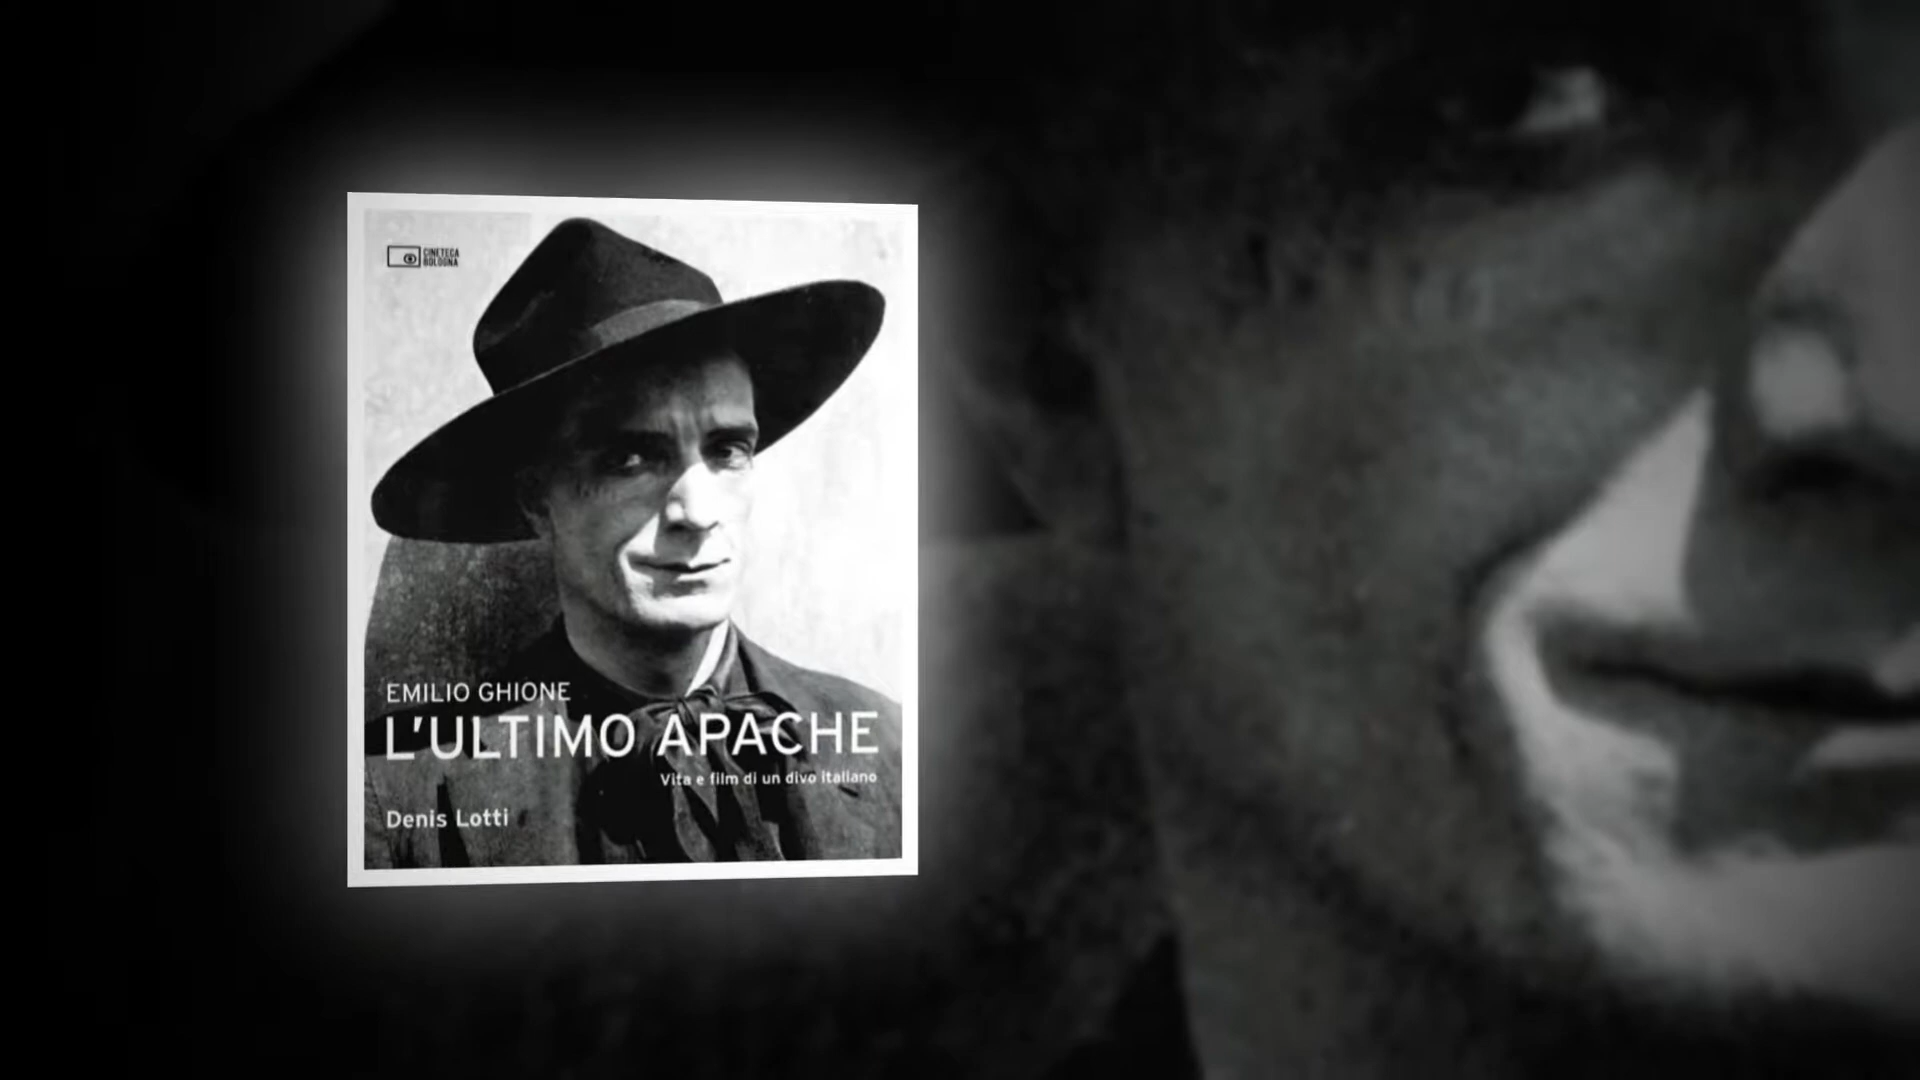 CINETECA
BOLOGNA
EMILIO GHIONE
L'ULTIMO APACHE
Vita e film di un divo italiano
Denis Lotti